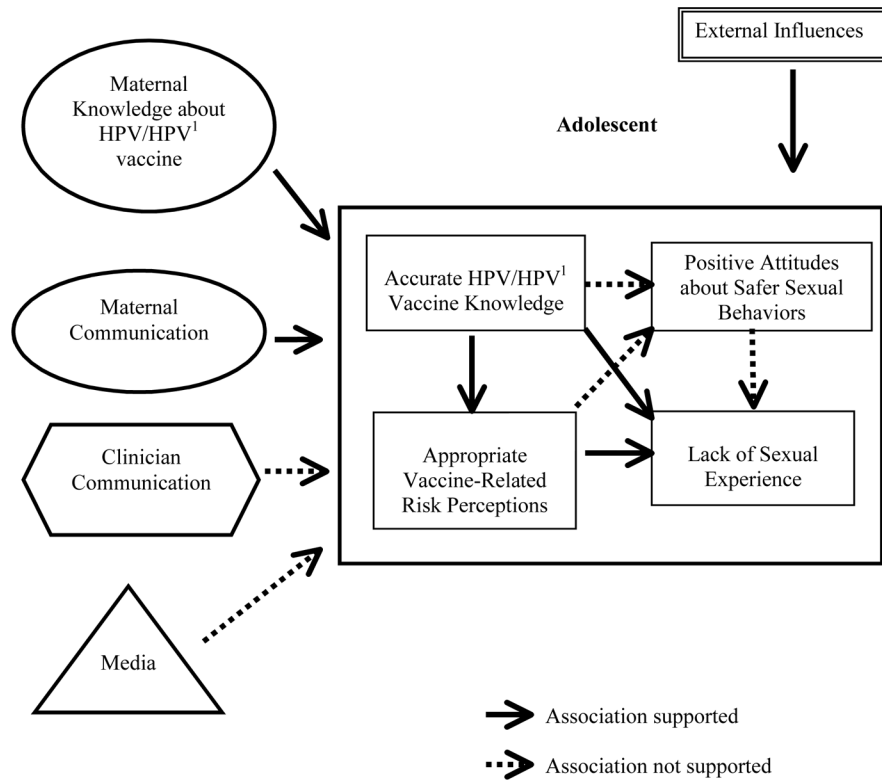 External Influences
Maternal
Knowledge about
HPV/HPV¹
vaccine
Adolescent
Accurate HPV/HPV¹
Vaccine Knowledge
Positive Attitudes
about Safer Sexual
Behaviors
Maternal
Communication
Appropriate
Vaccine-Related
Risk Perceptions
Lack of Sexual
Experience
Clinician
Communication
Media
Association supported
Association not supported